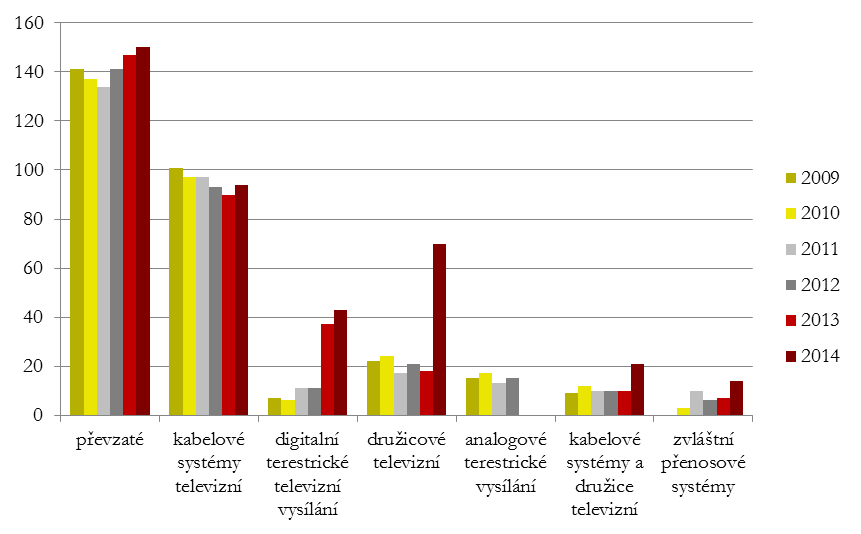 160
140
120
100
80
60
40
20
0
převzaté
kabelové
systémy
televizní
digitalní
terestrické
televizní
vysílání
družicové
televizní
analogové
terestrické
vysílání
kabelové
systémy a
družice
televizní
zvláštní
přenosové
systémy
2009
2010
2011
2012
2013
2014